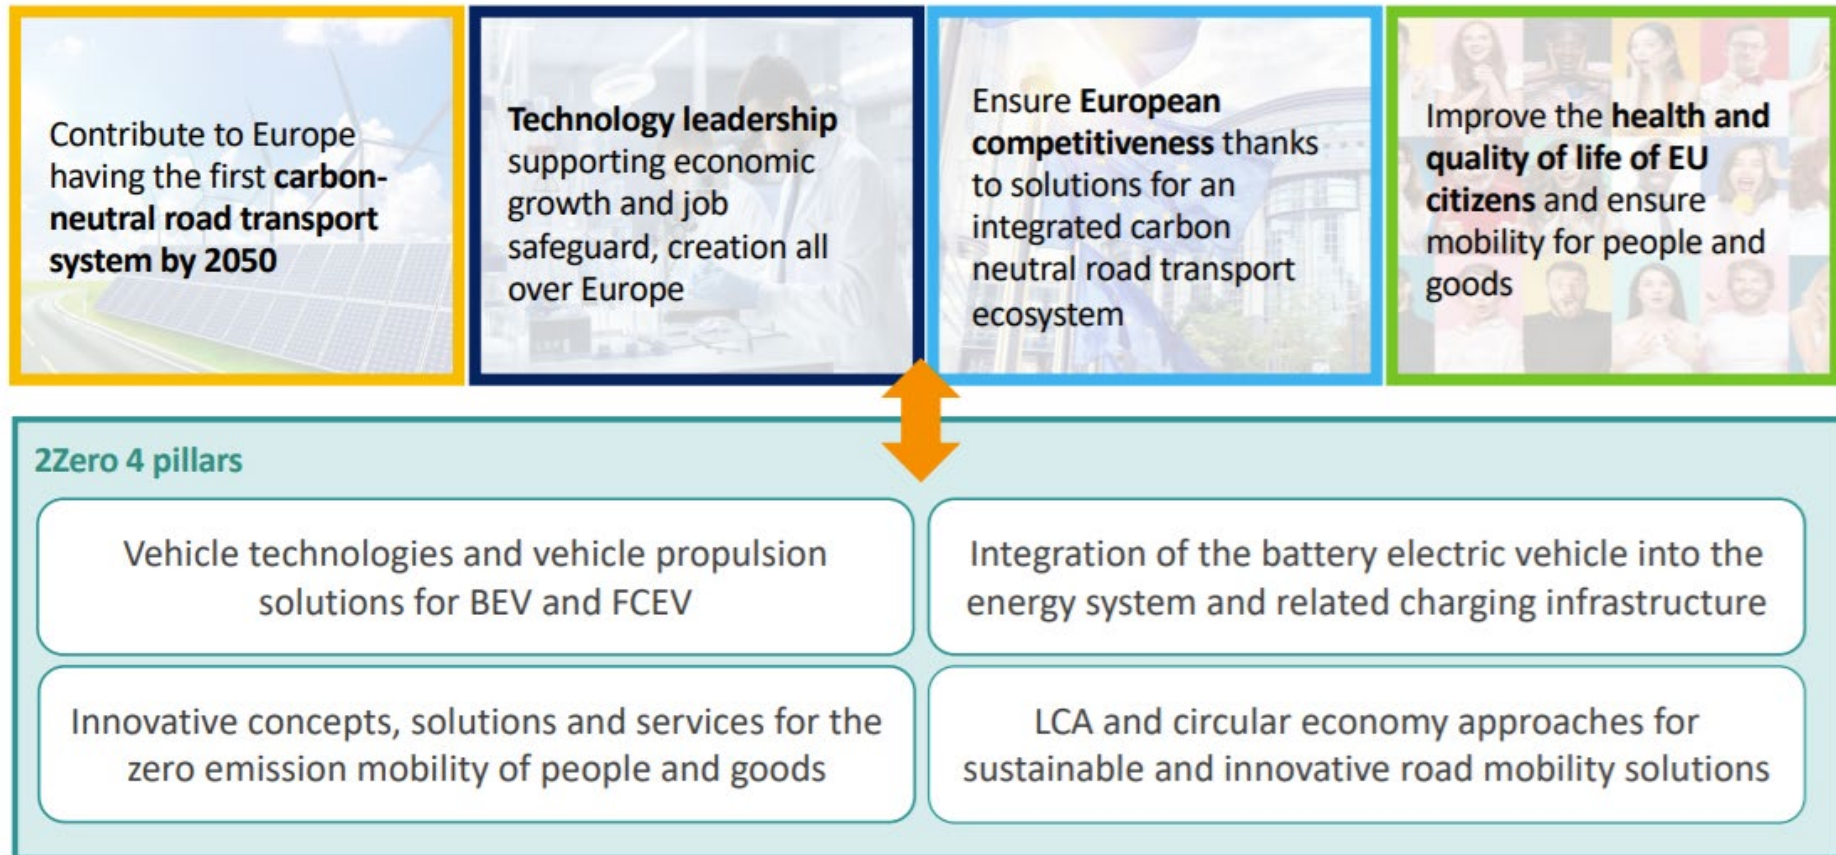 Contribute to Europe
having the first carbon-
neutral road transport
system by 2050
Technology leadership
supporting economic
growth and job
safeguard, creation all
over Europe
Ensure European
competitiveness thanks
to solutions for an
integrated carbon
neutral road transport
ecosystem
Improve the health and
quality of life of EU
citizens and ensure
mobility for people and
goods
2Zero 4 pillars
Vehicle technologies and vehicle propulsion
solutions for BEV and FCEV
Integration of the battery electric vehicle into the
energy system and related charging infrastructure
Innovative concepts, solutions and services for the
zero emission mobility of people and goods
LCA and circular economy approaches for
sustainable and innovative road mobility solutions